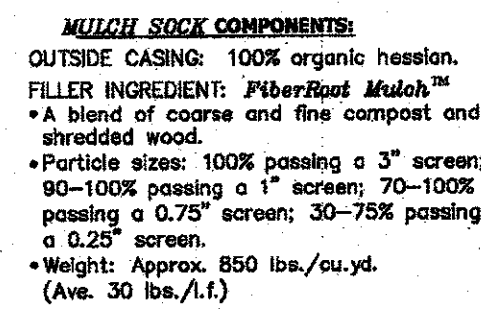 MULCH SOCK COMPONENTS:
OUTSIDE CASING: 100% organic hessian.
FILLER INGREDIENT: FiberRoot Mulch™
•A blend of coarse and fine compost and
shredded wood.
•Particle sizes: 100% passing a 3" screen;
90-100% passing a 1" screen; 70-100%
passing a 0.75" screen; 30-75% passing
a 0.25" screen.
•Weight: Approx. 850 lbs./cu.yd.
(Ave. 30 lbs./l.f.)